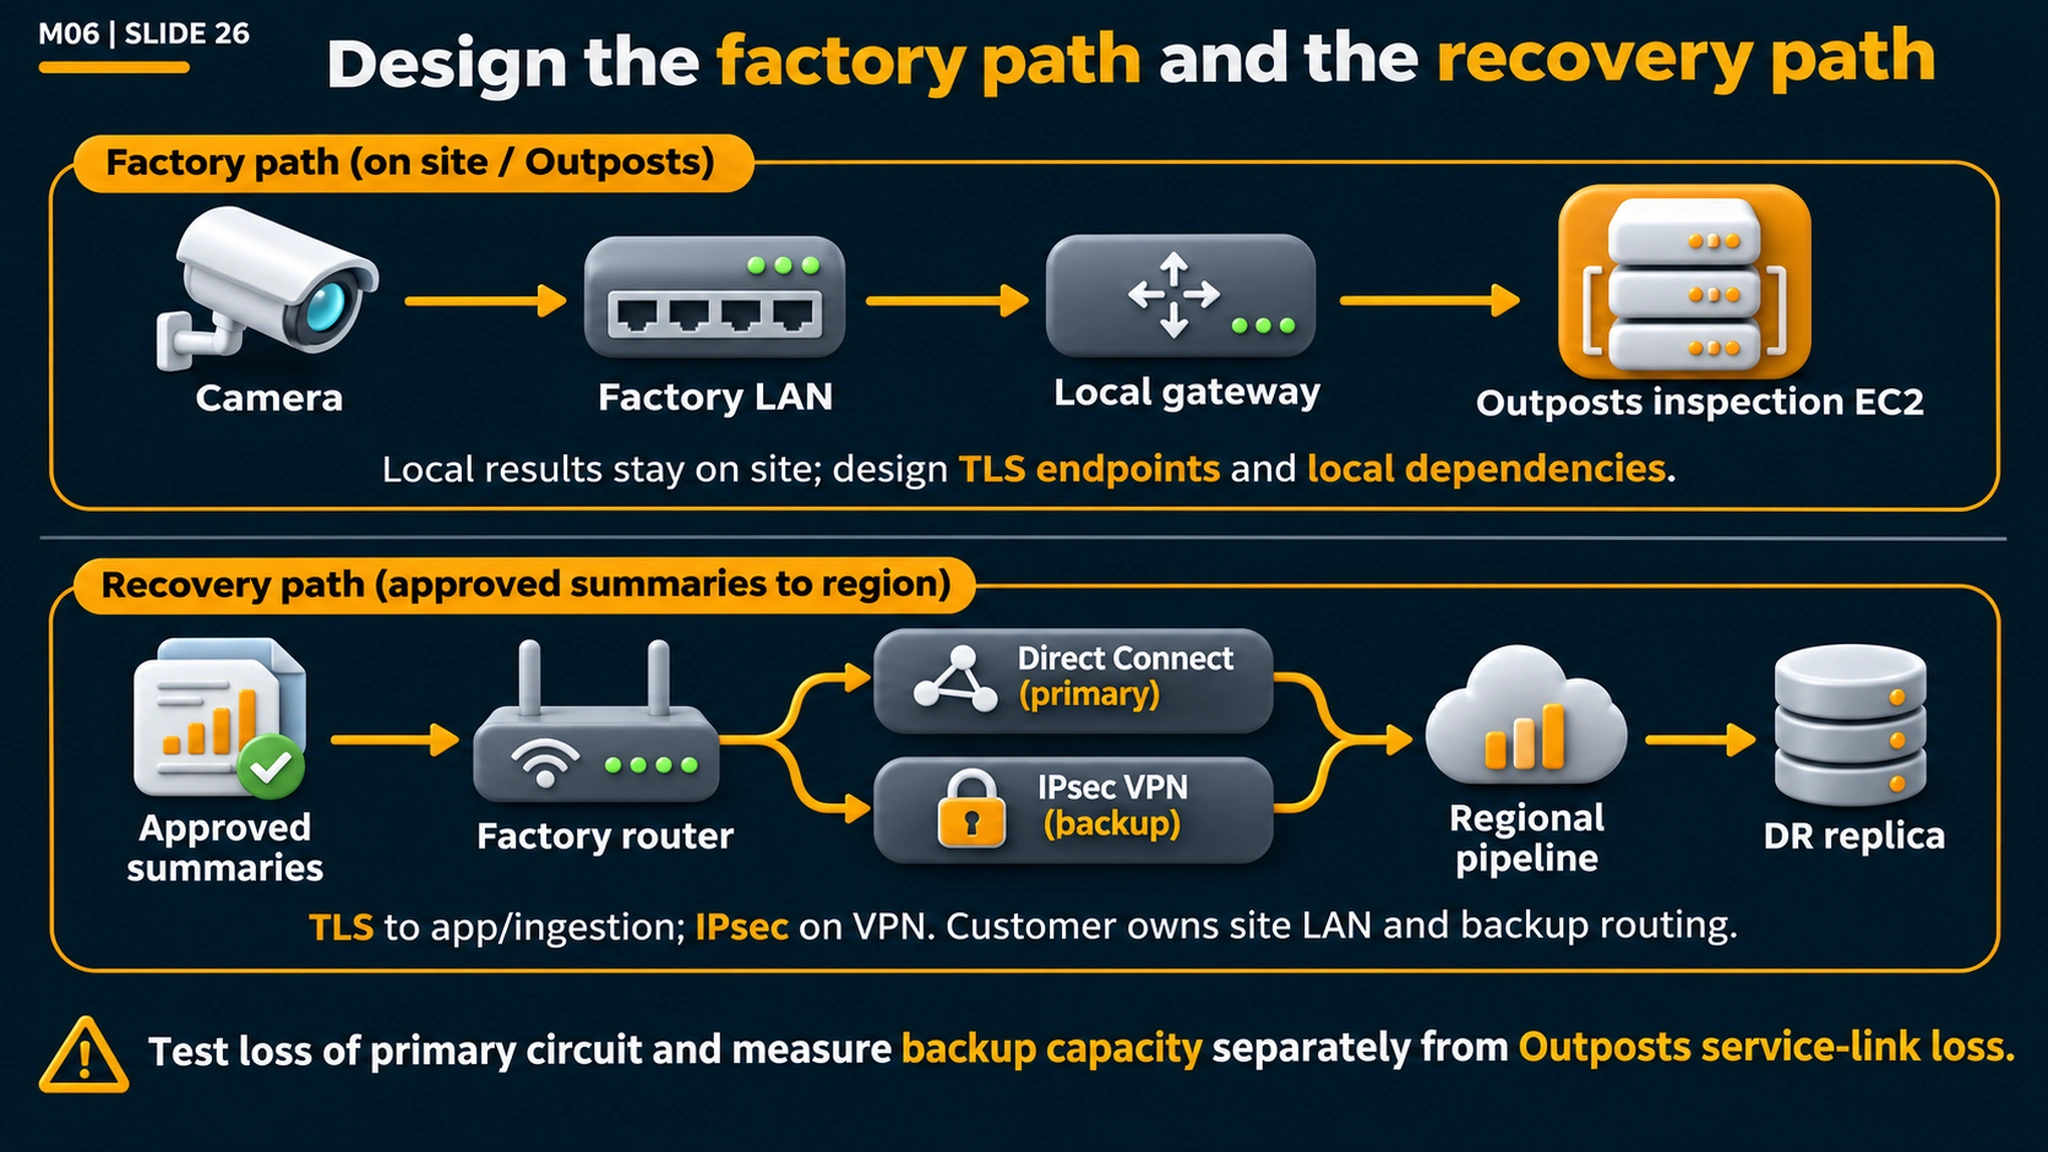 M06 | SLIDE 26
Design the factory path and the recovery path
Factory path (on site / Outposts)
Camera
Factory LAN
Local gateway
Outposts inspection EC2
Local results stay on site; design TLS endpoints and local dependencies.
Recovery path (approved summaries to region)
Approved
summaries
Factory router
Direct Connect
(primary)
IPsec VPN
(backup)
Regional
pipeline
DR replica
TLS to app/ingestion; IPsec on VPN. Customer owns site LAN and backup routing.
Test loss of primary circuit and measure backup capacity separately from Outposts service-link loss.